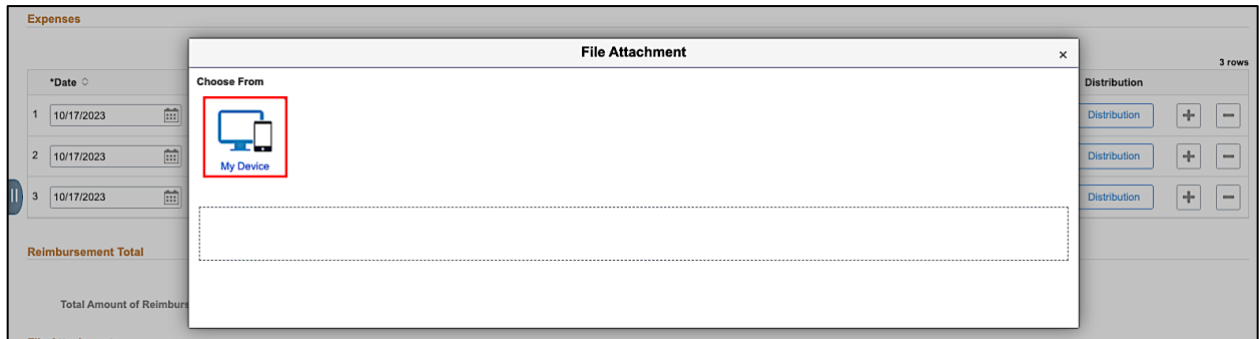 Expenses
File Attachment
×
3 rows
*Date
Choose From
Distribution
1 10/17/2023
Distribution
My Device
2 10/17/2023
Distribution
3 10/17/2023
Distribution
Reimbursement Total
Total Amount of